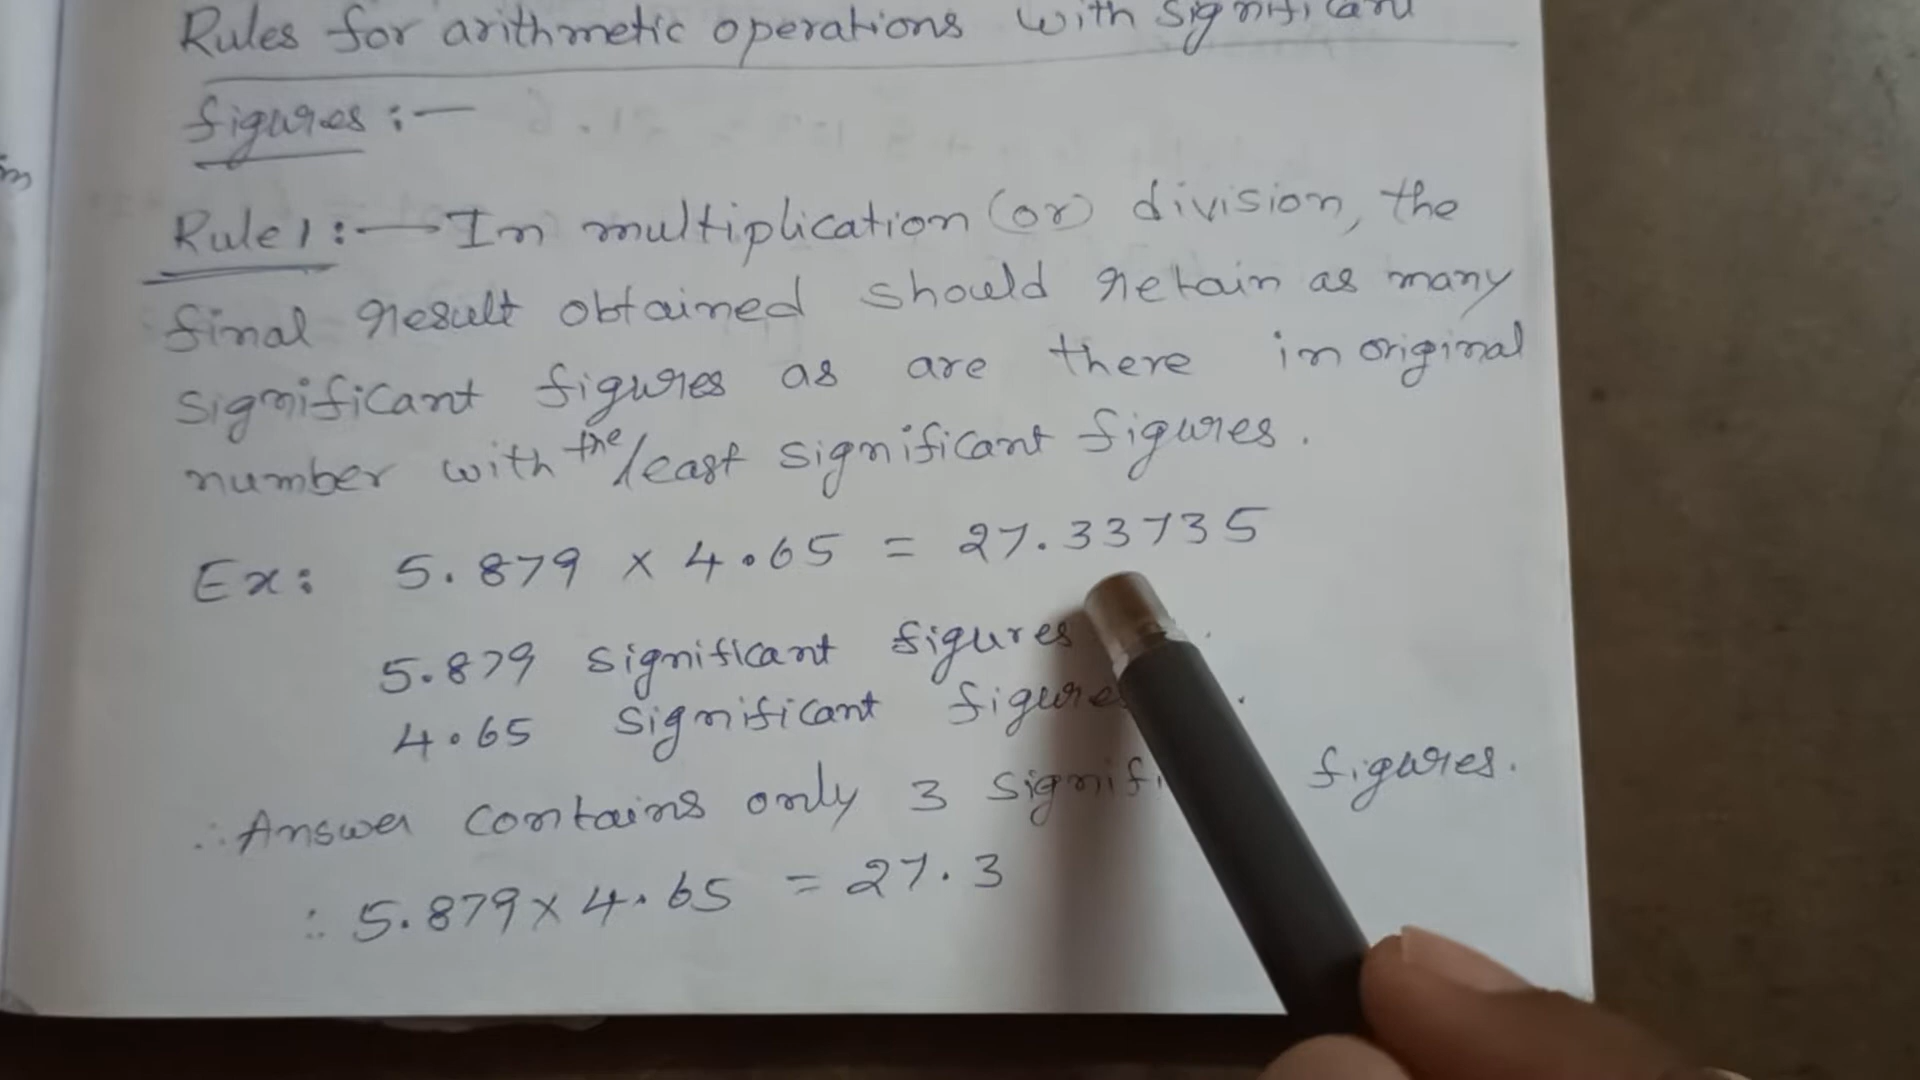 Rules for arithmetic operations with significant
figures :-
Rule 1 :- In multiplication (or) division, the
final result obtained should retain as many
significant figures as are there in original
number with the least significant figures.
Ex: 5.879 × 4.65 = 27.33735
5.879 significant figures
4.65 significant figures
∴ Answer contains only 3 figures.
∴ 5.879 × 4.65 = 27.3